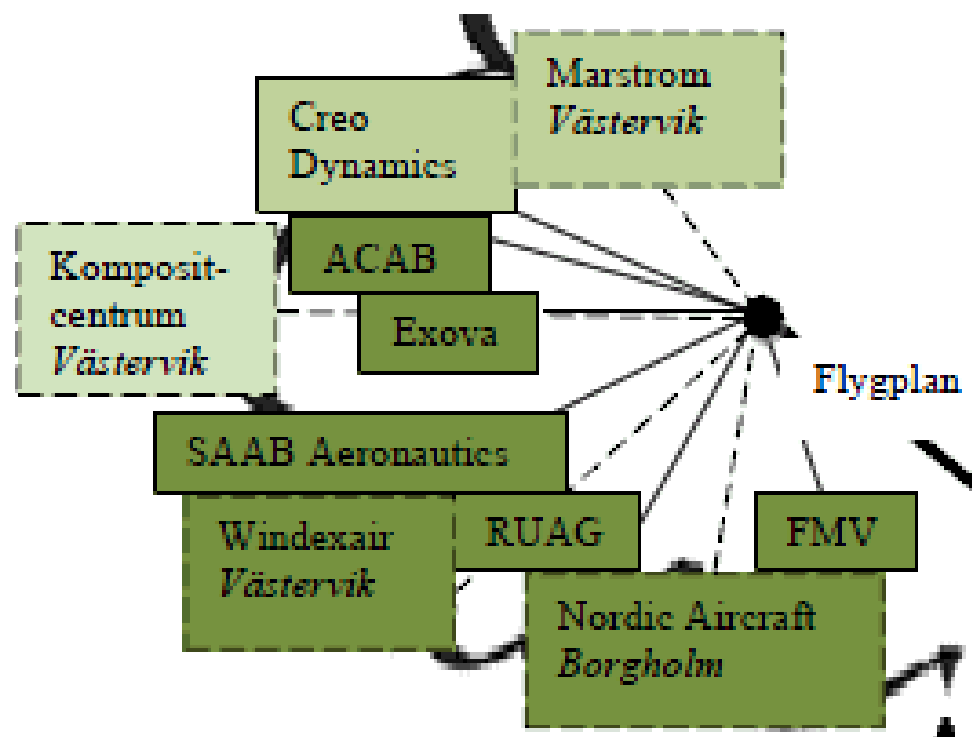 Marstrom
Västervik
Creo
Dynamics
ACAB
Komposit-
centrum
Västervik
Exova
Flygplan
SAAB Aeronautics
Windexair
Västervik
RUAG
FMV
Nordic Aircraft
Borgholm